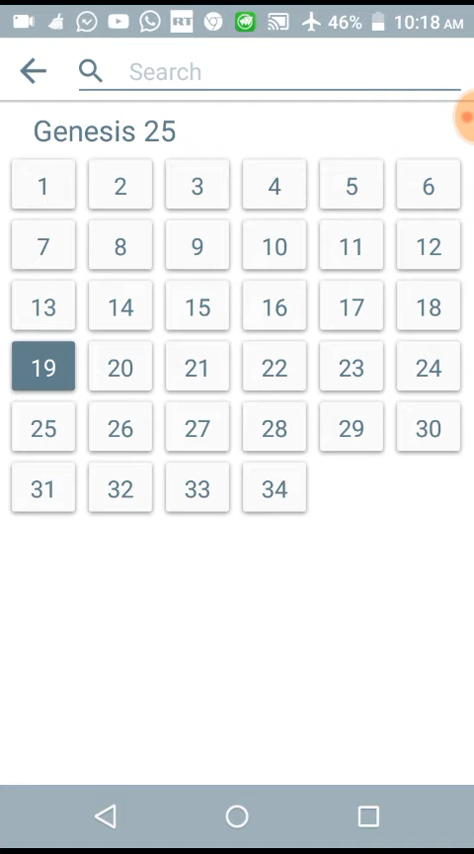 RT 46% 10:18 AM
Search
Genesis 25
1 2 3 4 5 6
7 8 9 10 11 12
13 14 15 16 17 18
19 20 21 22 23 24
25 26 27 28 29 30
31 32 33 34